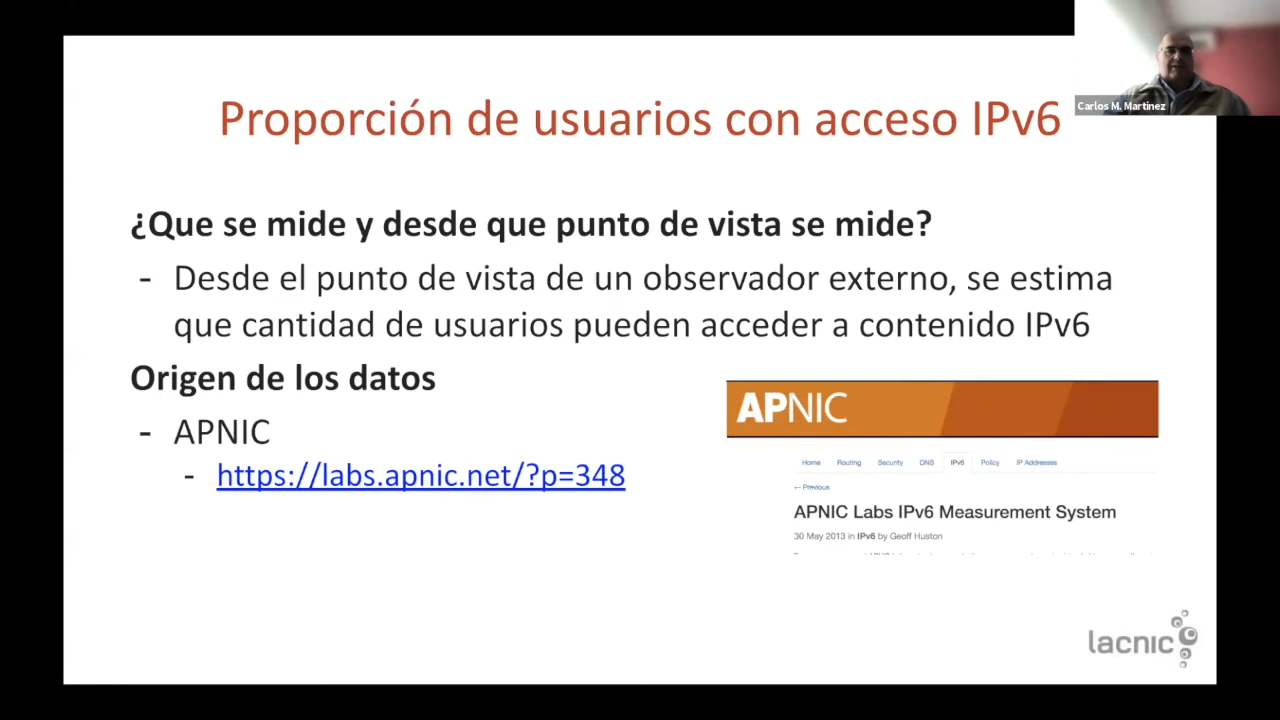 Carlos M. Martinez
Proporción de usuarios con acceso IPv6
¿Que se mide y desde que punto de vista se mide?
- Desde el punto de vista de un observador externo, se estima
que cantidad de usuarios pueden acceder a contenido IPv6
Origen de los datos
- APNIC
- https://labs.apnic.net/?p=348
APNIC
Home Routing Security DNS IPv6 Policy IP Addresses
← Previous
APNIC Labs IPv6 Measurement System
30 May 2013 in IPv6 by Geoff Huston
lacnic